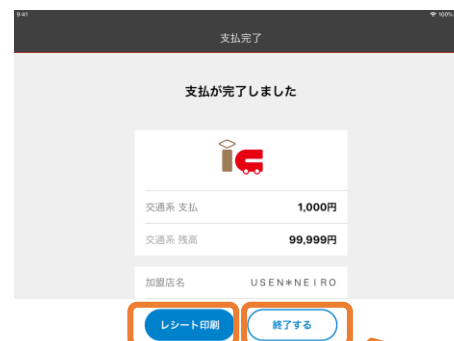 9:41 100%
支払完了
支払が完了しました
交通系 支払 1,000円
交通系 残高 99,999円
加盟店名 USEN*NEIRO
レシート印刷 終了する